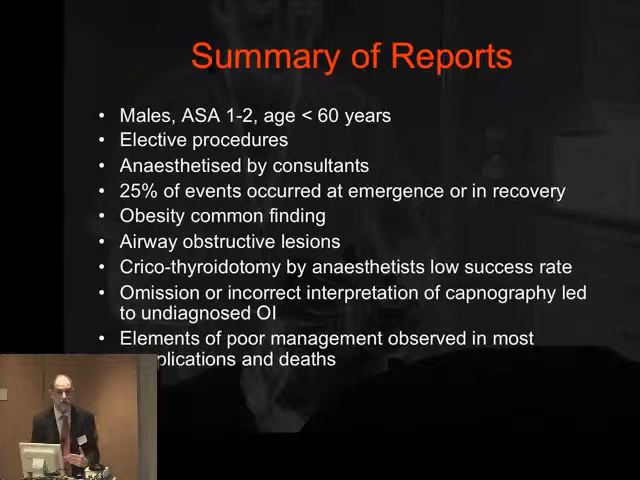 Summary of Reports
• Males, ASA 1-2, age < 60 years
• Elective procedures
• Anaesthetised by consultants
• 25% of events occurred at emergence or in recovery
• Obesity common finding
• Airway obstructive lesions
• Crico-thyroidotomy by anaesthetists low success rate
• Omission or incorrect interpretation of capnography led
to undiagnosed OI
• Elements of poor management observed in most
plications and deaths